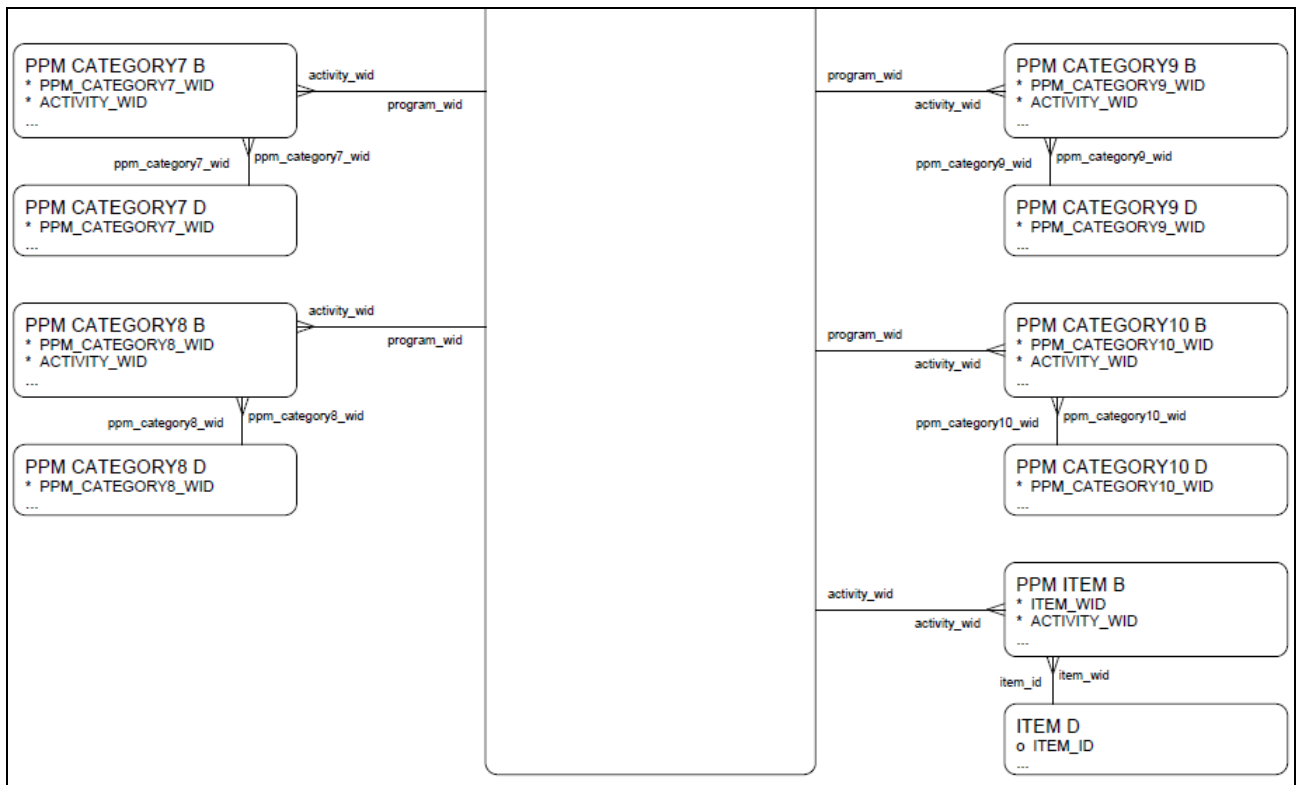 PPM CATEGORY7 B
* PPM_CATEGORY7_WID
* ACTIVITY_WID
...
activity_wid
program_wid
ppm_category7_wid
ppm_category7_wid
PPM CATEGORY7 D
* PPM_CATEGORY7_WID
...
PPM CATEGORY8 B
* PPM_CATEGORY8_WID
* ACTIVITY_WID
...
activity_wid
program_wid
ppm_category8_wid
ppm_category8_wid
PPM CATEGORY8 D
* PPM_CATEGORY8_WID
...
program_wid
activity_wid
PPM CATEGORY9 B
* PPM_CATEGORY9_WID
* ACTIVITY_WID
...
ppm_category9_wid
ppm_category9_wid
PPM CATEGORY9 D
* PPM_CATEGORY9_WID
...
program_wid
activity_wid
PPM CATEGORY10 B
* PPM_CATEGORY10_WID
* ACTIVITY_WID
...
ppm_category10_wid
ppm_category10_wid
PPM CATEGORY10 D
* PPM_CATEGORY10_WID
...
activity_wid
activity_wid
PPM ITEM B
* ITEM_WID
* ACTIVITY_WID
...
item_id
item_wid
ITEM D
o ITEM_ID
...